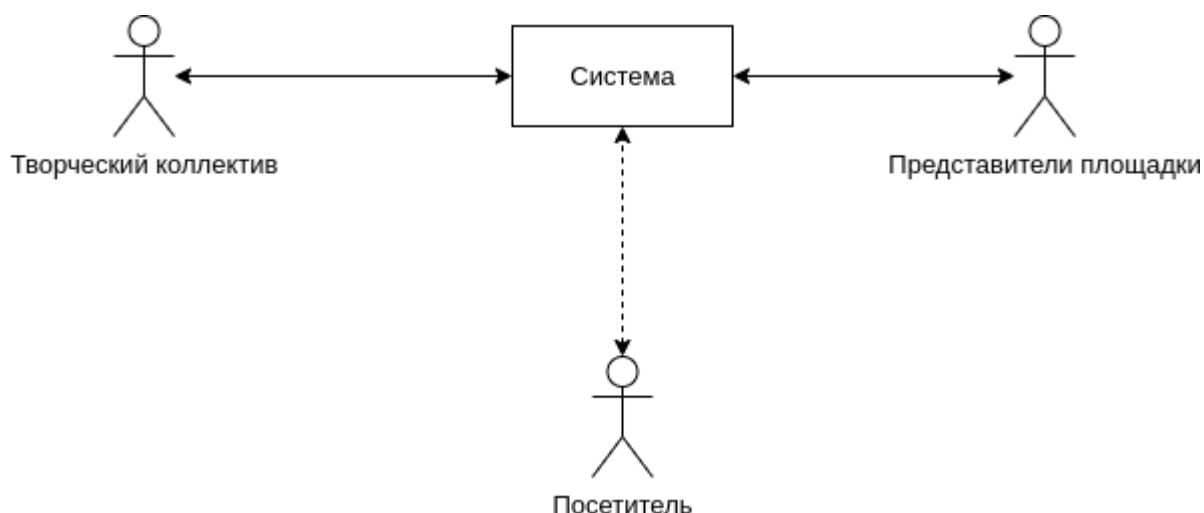 Система
Творческий коллектив
Представители площадки
Посетитель